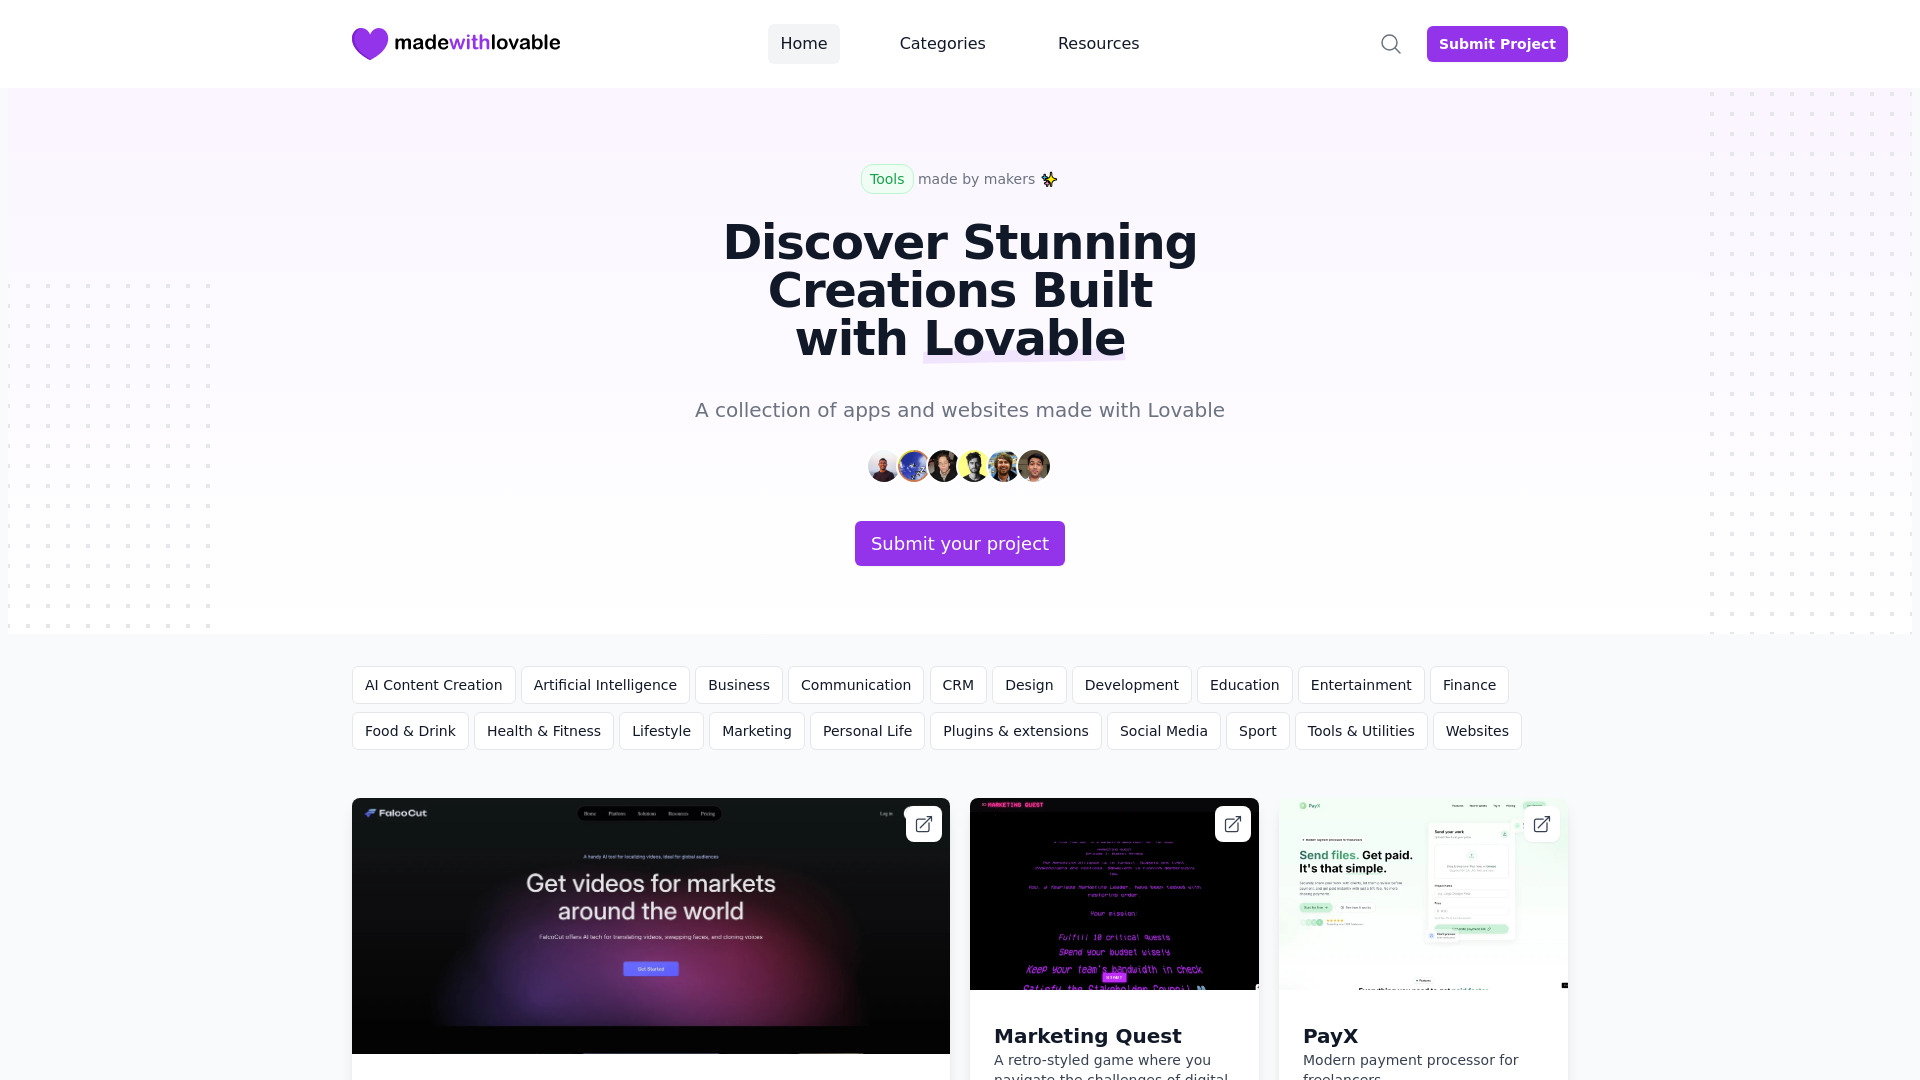 madewithlovable
Home
Categories
Resources
Submit Project
Tools made by makers ✨
Discover Stunning
Creations Built
with Lovable
A collection of apps and websites made with Lovable
Submit your project
AI Content Creation
Artificial Intelligence
Business
Communication
CRM
Design
Development
Education
Entertainment
Finance
Food & Drink
Health & Fitness
Lifestyle
Marketing
Personal Life
Plugins & extensions
Social Media
Sport
Tools & Utilities
Websites
FalcoCut
Home
Platform
Solutions
Resources
Pricing
Log in
A handy AI tool for localizing videos, ideal for global audiences
Get videos for markets
around the world
FalcoCut offers AI tech for translating videos, swapping faces, and cloning voices
Get Started
MARKETING QUEST
Your mission:
Fulfill 10 critical quests
Spend your budget wisely
Keep your team's bandwidth in check
START
Satisfy the Stakeholder Council
Marketing Quest
A retro-styled game where you
navigate the challenges of digital
PayX
Send your work
Send files. Get paid.
It's that simple.
PayX
Modern payment processor for
freelancers